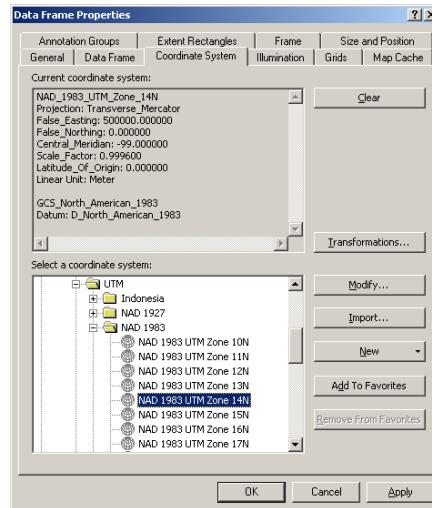 Data Frame Properties
Annotation Groups Extent Rectangles Frame Size and Position
General Data Frame Coordinate System Illumination Grids Map Cache
Current coordinate system:
NAD_1983_UTM_Zone_14N
Projection: Transverse_Mercator
False_Easting: 500000.000000
False_Northing: 0.000000
Central_Meridian: -99.000000
Scale_Factor: 0.999600
Latitude_Of_Origin: 0.000000
Linear Unit: Meter
GCS_North_American_1983
Datum: D_North_American_1983
Clear
Transformations...
Select a coordinate system:
UTM
Indonesia
NAD 1927
NAD 1983
NAD 1983 UTM Zone 10N
NAD 1983 UTM Zone 11N
NAD 1983 UTM Zone 12N
NAD 1983 UTM Zone 13N
NAD 1983 UTM Zone 14N
NAD 1983 UTM Zone 15N
NAD 1983 UTM Zone 16N
NAD 1983 UTM Zone 17N
Modify...
Import...
New
Add To Favorites
Remove From Favorites
OK Cancel Apply